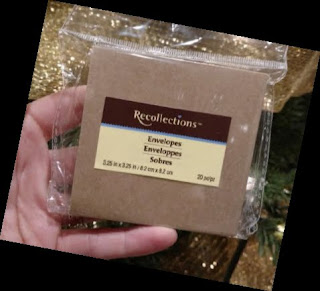 Recollections™
Envelopes
Enveloppes
Sobres
3.25 in x 3.25 in / 8.2 cm x 8.2 cm
20 pc/pz